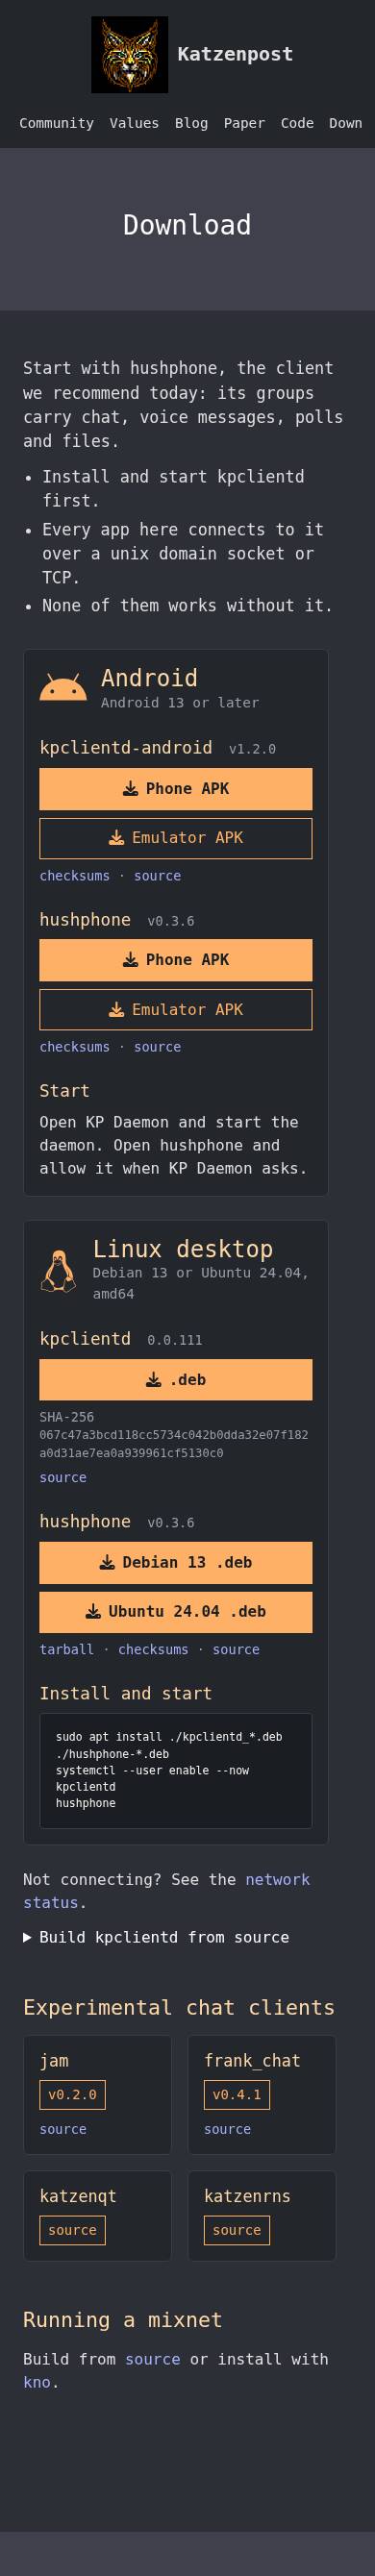 Katzenpost
Community Values Blog Paper Code Down
Download
Start with hushphone, the client
we recommend today: its groups
carry chat, voice messages, polls
and files.
• Install and start kpclientd
first.
• Every app here connects to it
over a unix domain socket or
TCP.
• None of them works without it.
Android
Android 13 or later
kpclientd-android v1.2.0
Phone APK
Emulator APK
checksums · source
hushphone v0.3.6
Phone APK
Emulator APK
checksums · source
Start
Open KP Daemon and start the
daemon. Open hushphone and
allow it when KP Daemon asks.
Linux desktop
Debian 13 or Ubuntu 24.04,
amd64
kpclientd 0.0.111
.deb
SHA-256
067c47a3bcd118cc5734c042b0dda32e07f182
a0d31ae7ea0a939961cf5130c0
source
hushphone v0.3.6
Debian 13 .deb
Ubuntu 24.04 .deb
tarball · checksums · source
Install and start
sudo apt install ./kpclientd_*.deb
./hushphone-*.deb
systemctl --user enable --now
kpclientd
hushphone
Not connecting? See the network
status.
▶ Build kpclientd from source
Experimental chat clients
jam
v0.2.0
source
frank_chat
v0.4.1
source
katzenqt
source
katzenrns
source
Running a mixnet
Build from source or install with
kno.